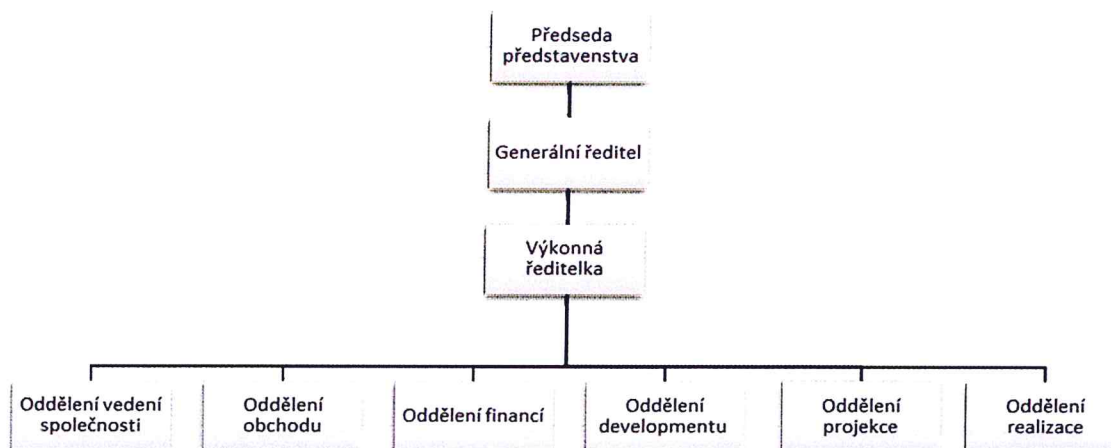 Předseda
představenstva
Generální ředitel
Výkonná
ředitelka
Oddělení vedení
společnosti
Oddělení
obchodu
Oddělení financí
Oddělení
developmentu
Oddělení
projekce
Oddělení
realizace